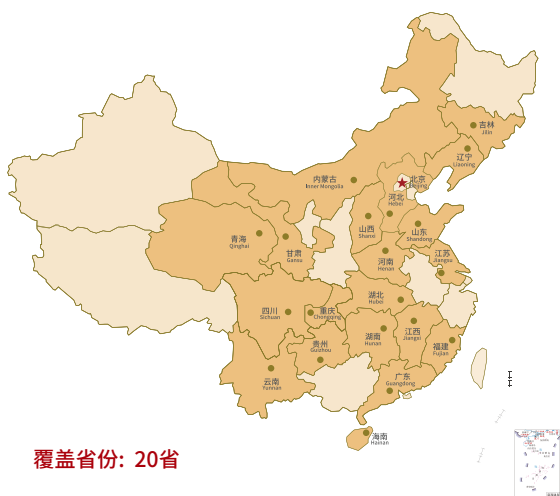 吉林
Jilin
辽宁
Liaoning
内蒙古
Inner Mongolia
北京
Beijing
河北
Hebei
山西
Shanxi
山东
Shandong
青海
Qinghai
甘肃
Gansu
河南
Henan
江苏
Jiangsu
湖北
Hubei
四川
Sichuan
重庆
Chongqing
湖南
Hunan
江西
Jiangxi
贵州
Guizhou
福建
Fujian
云南
Yunnan
广东
Guangdong
海南
Hainan
覆盖省份: 20省